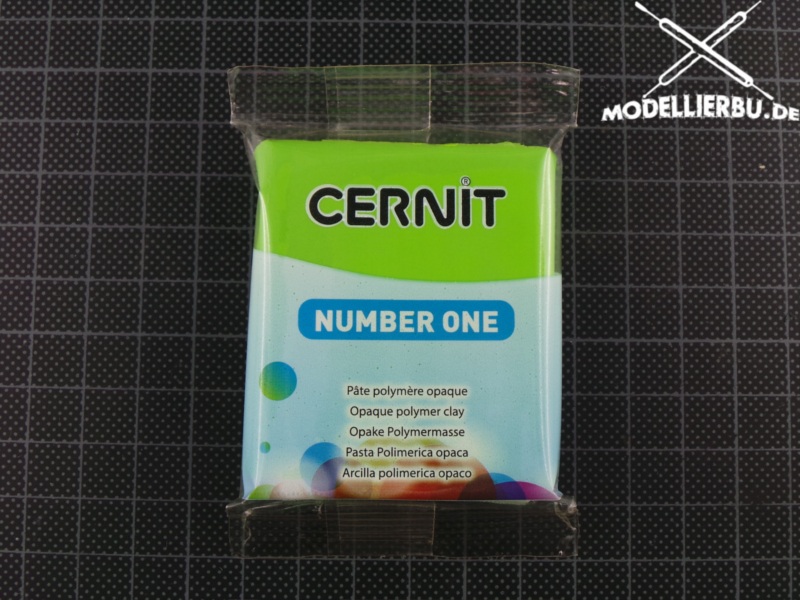 MODELLIERBU.DE
CERNIT®
NUMBER ONE
Pâte polymère opaque
Opaque polymer clay
Opake Polymermasse
Pasta Polimerica opaca
Arcilla polimerica opaco